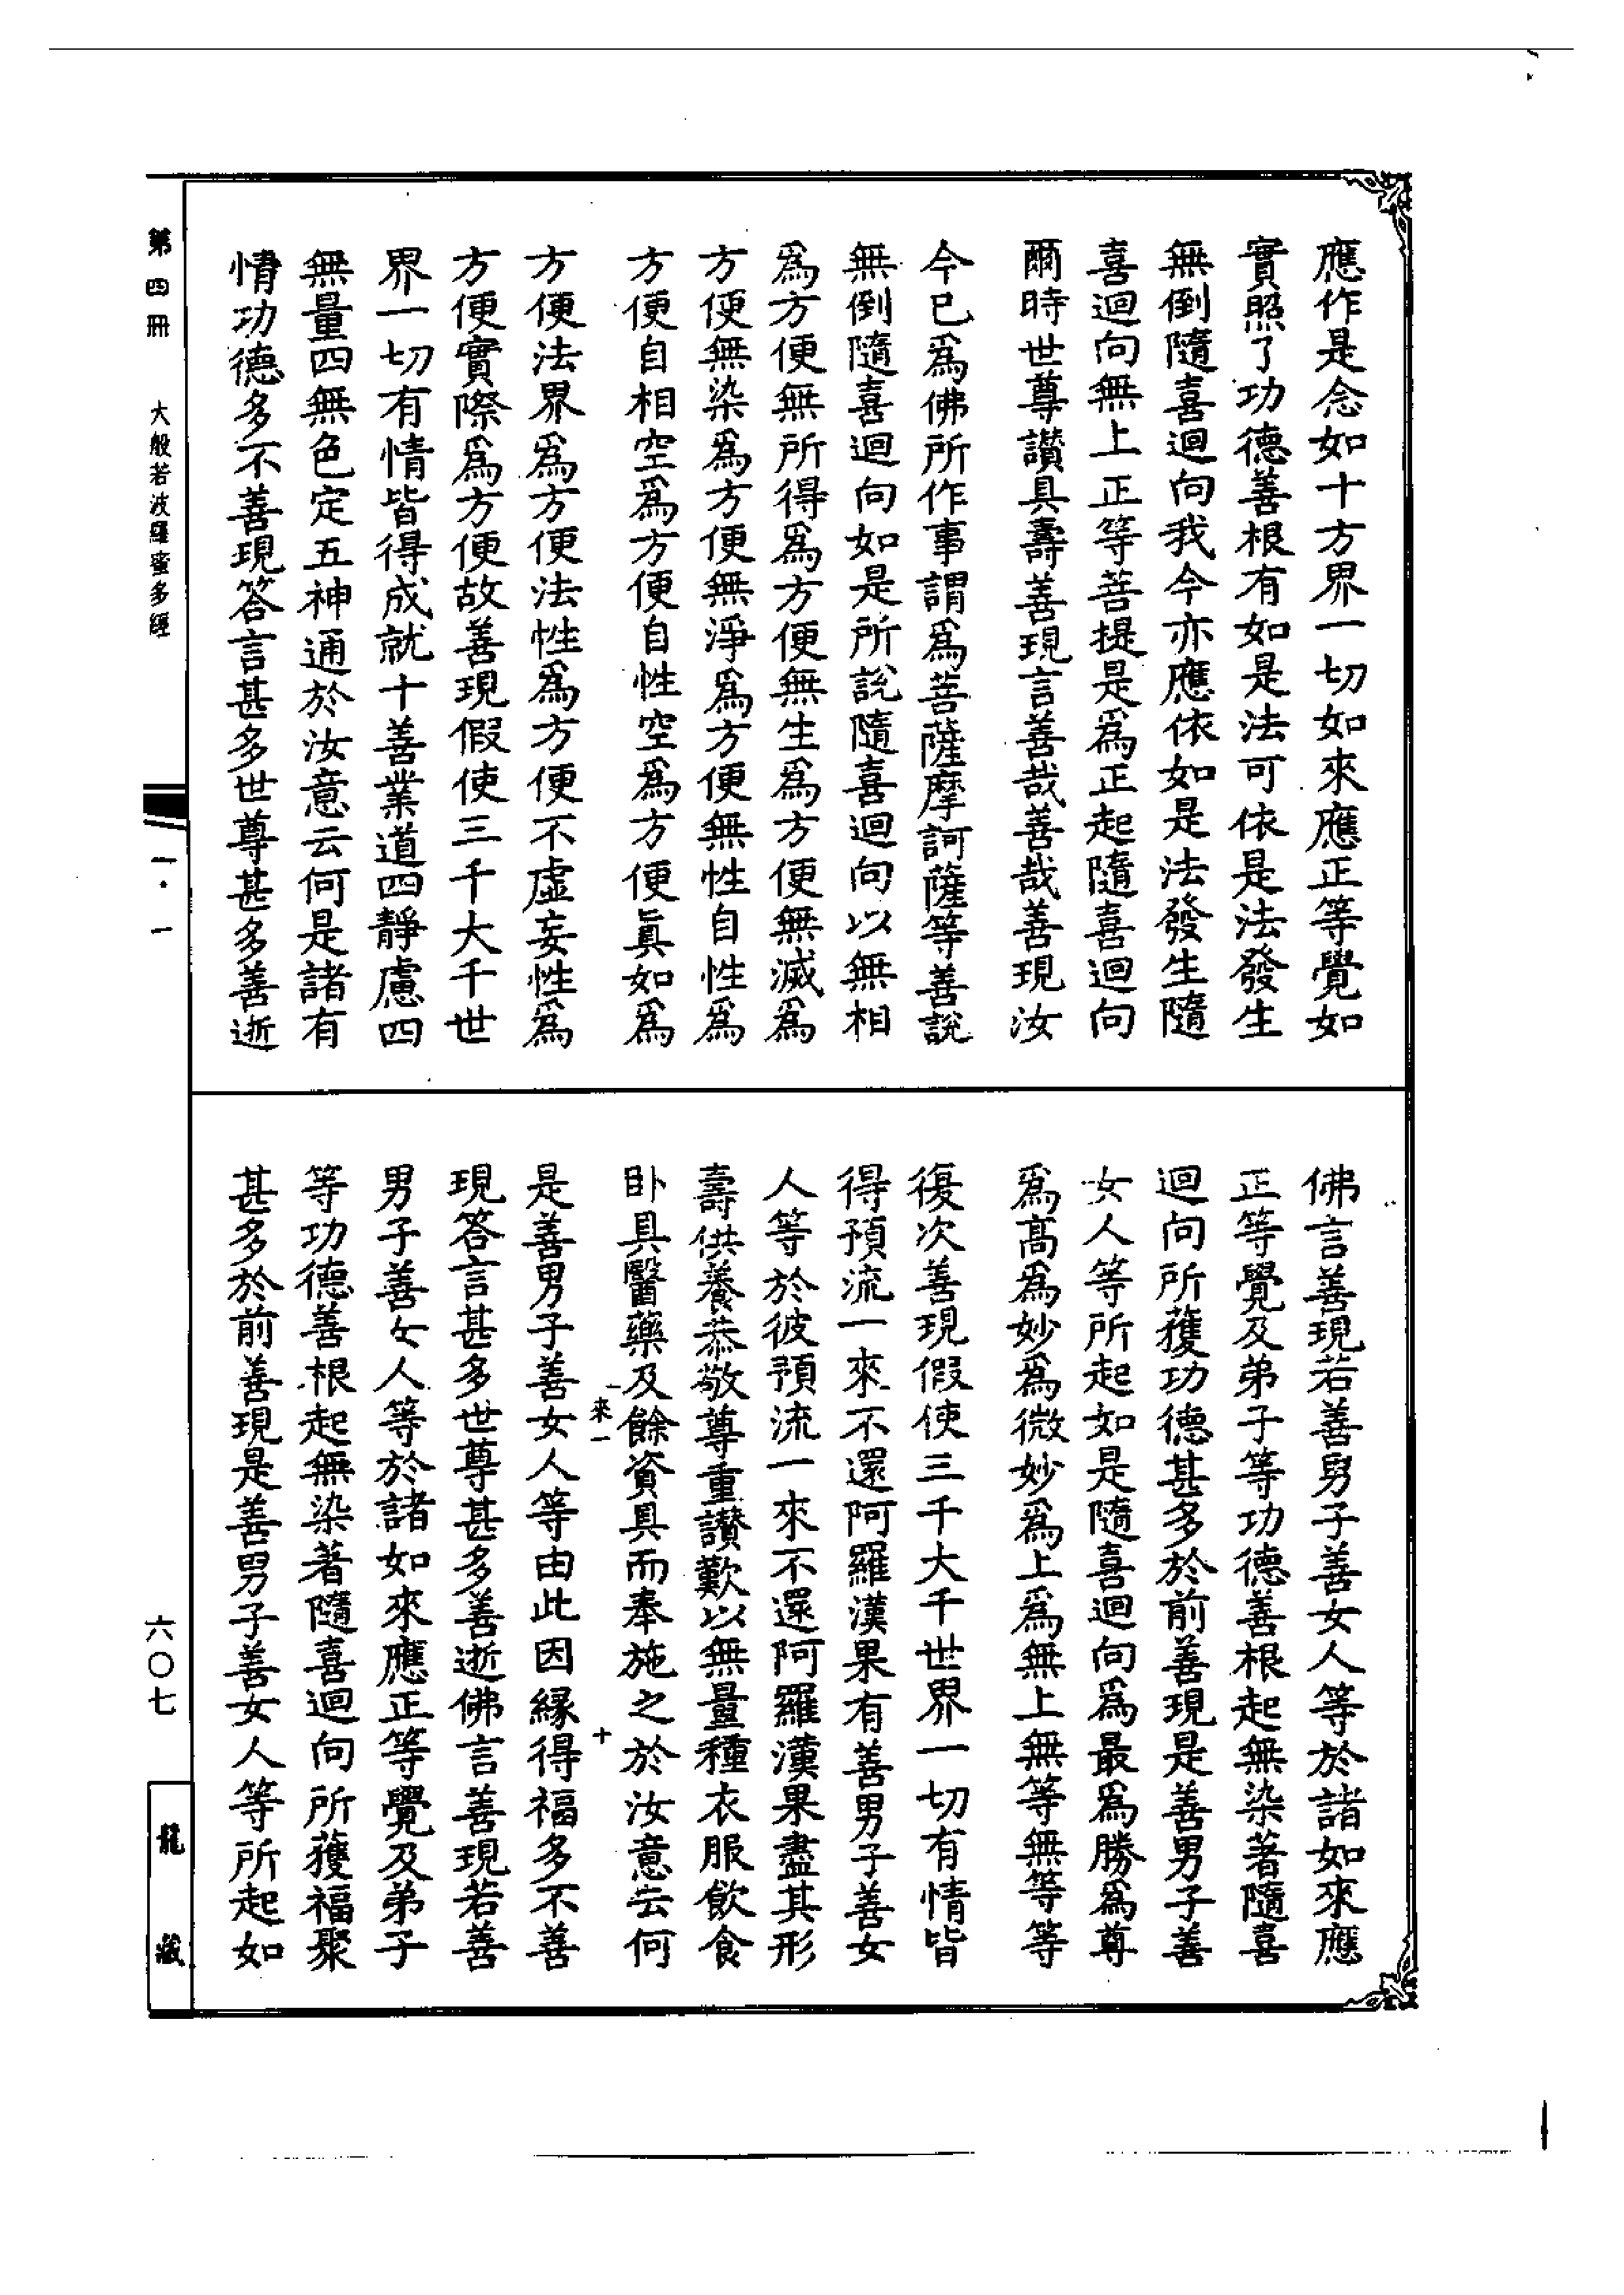 應作是念如十方界一切如來應正等覺如
實照了功德善根有如是法可依是法發生
無倒隨喜迴向我今亦應依如是法發生隨
喜迴向無上正等菩提是爲正起隨喜迴向
爾時世尊讚具壽善現言善哉善哉善現汝
今已爲佛所作事謂爲菩薩摩訶薩等善說
無倒隨喜迴向如是所說隨喜迴向以無相
爲方便無所得爲方便無生爲方便無滅爲
方便無染爲方便無淨爲方便無性自性爲
方便自相空爲方便自性空爲方便眞如爲
方便法界爲方便法性爲方便不虛妄性爲
方便實際爲方便故善現假使三千大千世
界一切有情皆得成就十善業道四靜慮四
無量四無色定五神通於汝意云何是諸有
情功德多不善現答言甚多世尊甚多善逝
佛言善現若善男子善女人等於諸如來應
正等覺及弟子等功德善根起無染著隨喜
迴向所獲功德甚多於前善現是善男子善
女人等所起如是隨喜迴向爲最爲勝爲尊
爲高爲妙爲微妙爲上爲無上無等無等等
復次善現假使三千大千世界一切有情皆
得預流一來不還阿羅漢果有善男子善女
人等於彼預流一來不還阿羅漢果盡其形
壽供養恭敬尊重讚歎以無量種衣服飲食
卧具醫藥及餘資具而奉施之於汝意云何
一來一
十
是善男子善女人等由此因緣得福多不善
現答言甚多世尊甚多善逝佛言善現若善
男子善女人等於諸如來應正等覺及弟子
等功德善根起無染著隨喜迴向所獲福聚
甚多於前善現是善男子善女人等所起如
第四冊 大般若波羅蜜多經
一·一
六〇七
龍藏